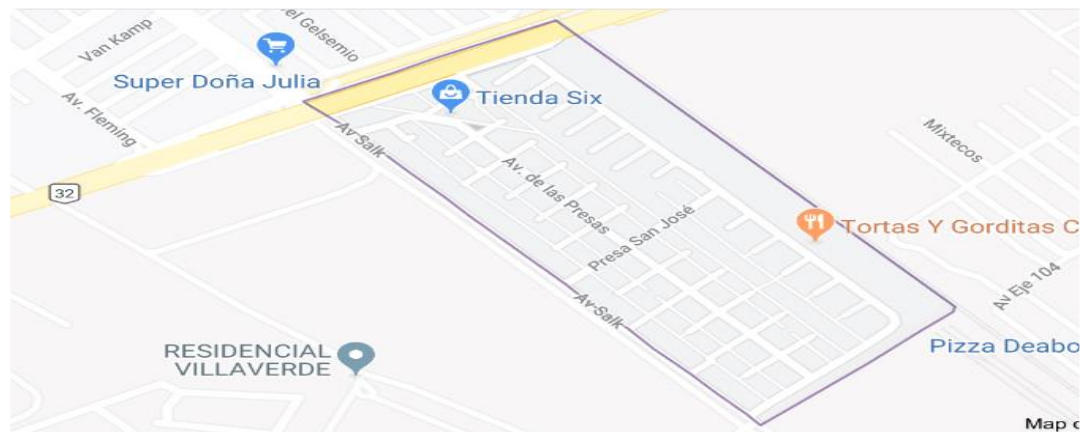 el Gelsemio
Van Kamp
Super Doña Julia
Av. Fleming
Tienda Six
Av Salk
Mixtecos
32
Av. de las Presas
Presa San José
Tortas Y Gorditas C
Av Eje 104
Av Salk
RESIDENCIAL
VILLAVERDE
Pizza Deabo
Map